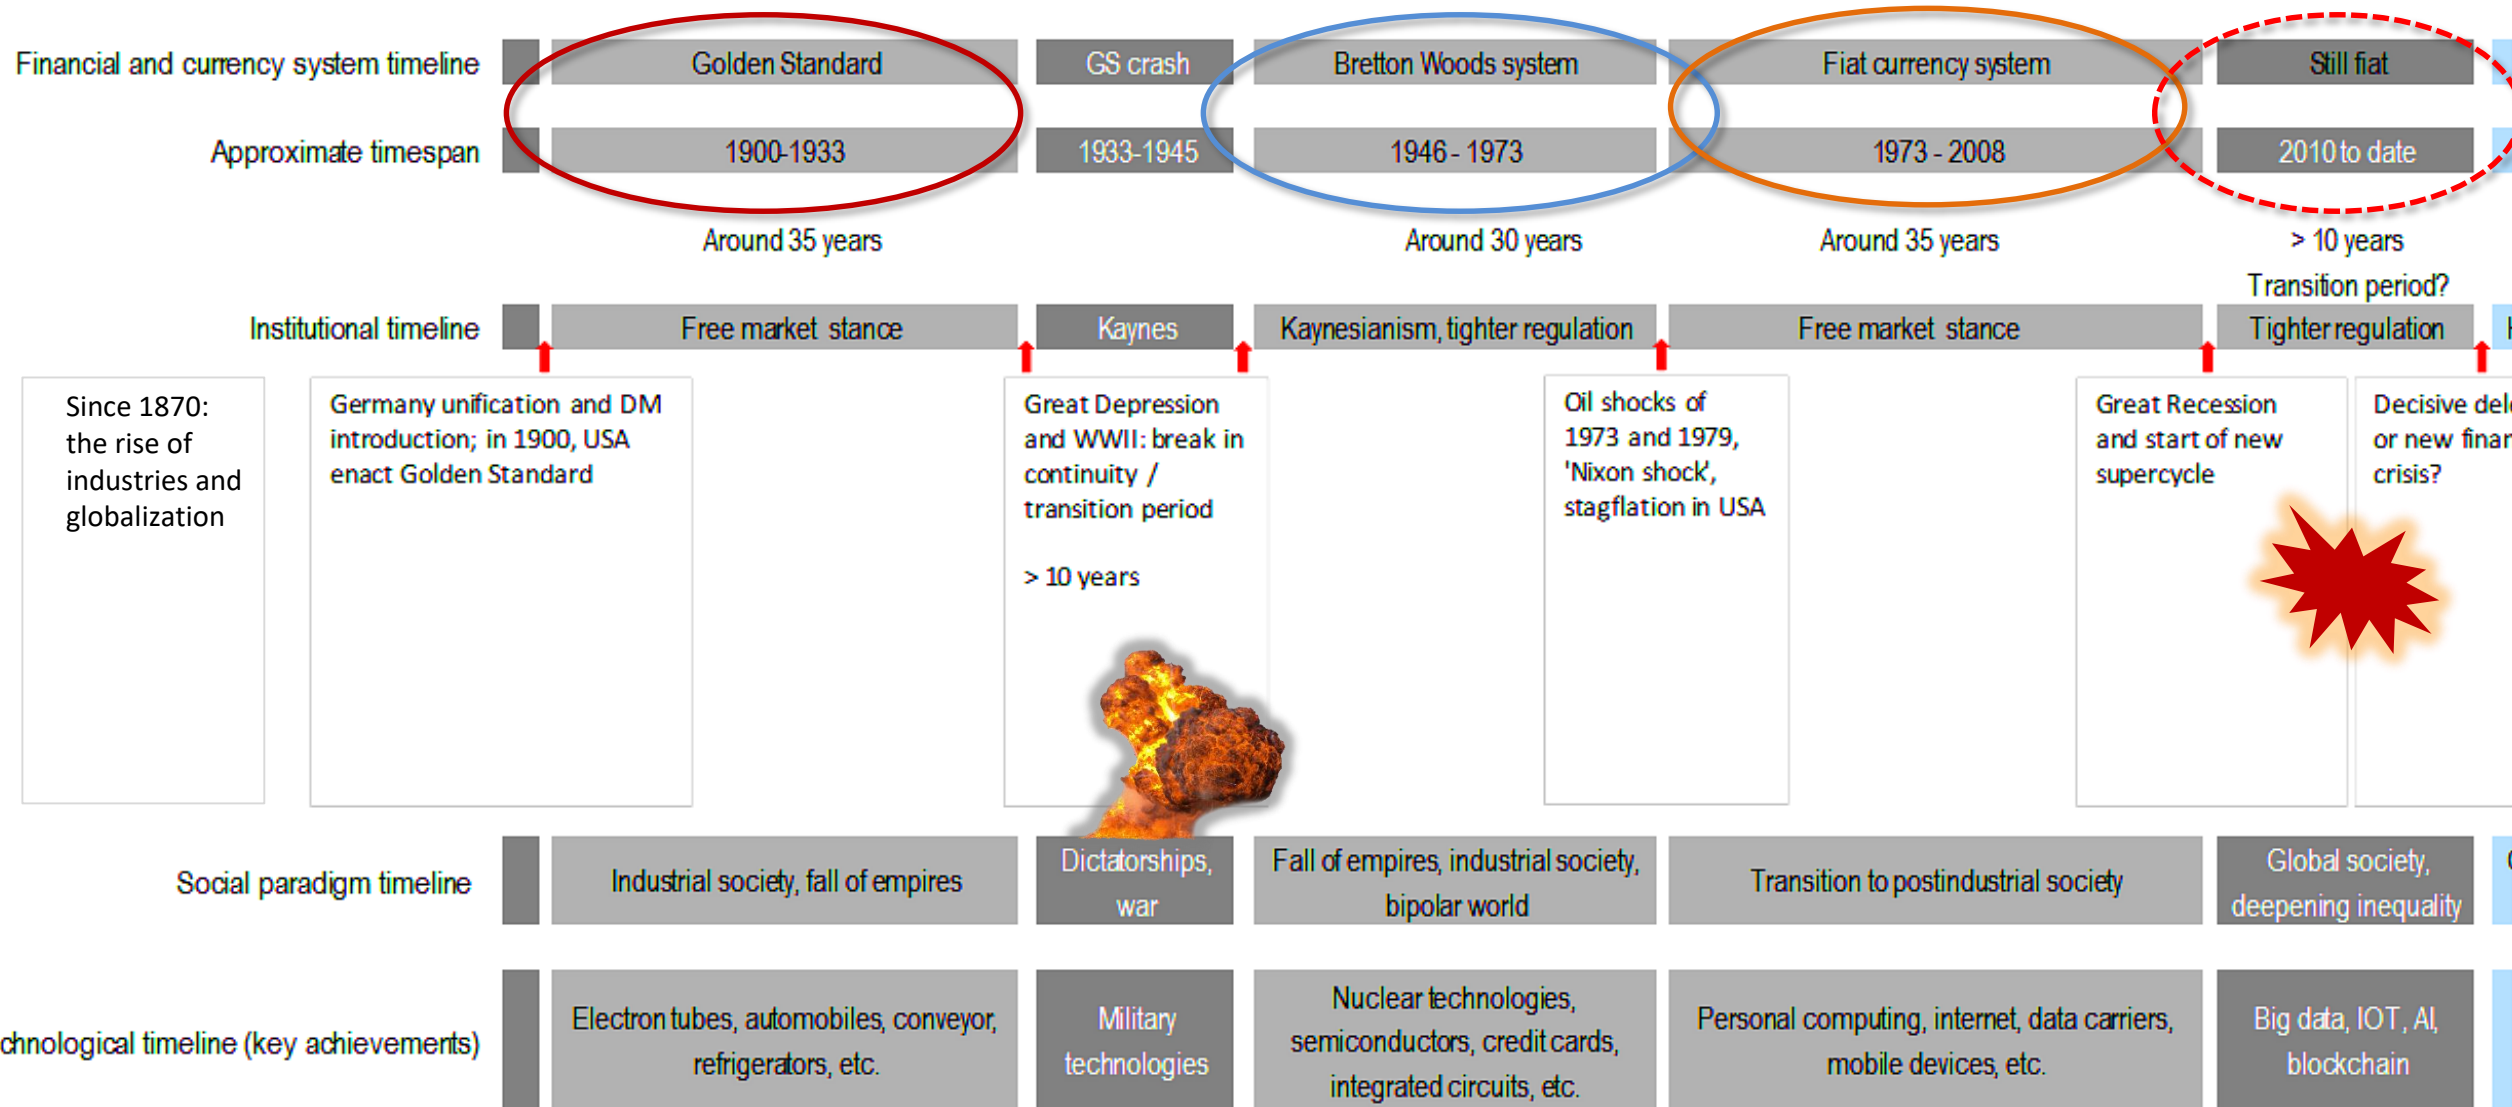 Financial and currency system timeline
Golden Standard
GS crash
Bretton Woods system
Fiat currency system
Still fiat
Approximate timespan
1900-1933
1933-1945
1946 - 1973
1973 - 2008
2010 to date
Around 35 years
Around 30 years
Around 35 years
> 10 years
Transition period?
Institutional timeline
Free market stance
Kaynes
Kaynesianism, tighter regulation
Free market stance
Tighter regulation
Since 1870:
the rise of
industries and
globalization
Germany unification and DM
introduction; in 1900, USA
enact Golden Standard
Great Depression
and WWII: break in
continuity /
transition period
> 10 years
Oil shocks of
1973 and 1979,
'Nixon shock',
stagflation in USA
Great Recession
and start of new
supercycle
Decisive
or new
crisis?
Social paradigm timeline
Industrial society, fall of empires
Dictatorships,
war
Fall of empires, industrial society,
bipolar world
Transition to postindustrial society
Global society,
deepening inequality
chnological timeline (key achievements)
Electron tubes, automobiles, conveyor,
refrigerators, etc.
Military
technologies
Nuclear technologies,
semiconductors, credit cards,
integrated circuits, etc.
Personal computing, internet, data carriers,
mobile devices, etc.
Big data, IOT, AI,
blockchain